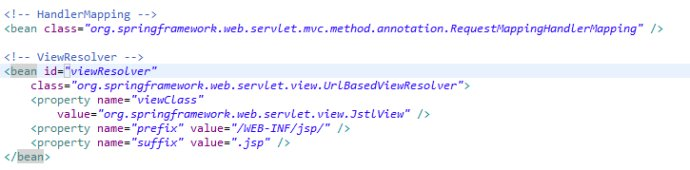 <!-- HandlerMapping -->
<bean class="org.springframework.web.servlet.mvc.method.annotation.RequestMappingHandlerMapping" />
<!-- ViewResolver -->
<bean id="viewResolver"
class="org.springframework.web.servlet.view.UrlBasedViewResolver">
<property name="viewClass"
value="org.springframework.web.servlet.view.JstlView" />
<property name="prefix" value="/WEB-INF/jsp/" />
<property name="suffix" value=".jsp" />
</bean>